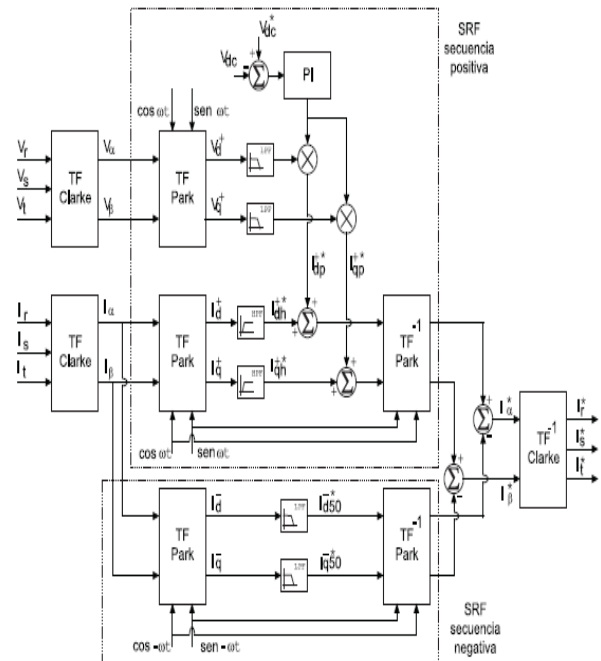 SRF
secuencia
positiva
V*dc
Vdc
+
-
Σ
PI
cos ωt
sen ωt
Vr
Vs
Vt
TF
Clarke
Vα
Vβ
TF
Park
V+d
V+q
LPF
LPF
X
X
I+*dp
I+*qp
Ir
Is
It
TF
Clarke
Iα
Iβ
TF
Park
I+d
I+q
HPF
HPF
I+*dh
I+*qh
+
+
Σ
+
+
Σ
TF-1
Park
cos ωt
sen ωt
+
-
Σ
+
-
Σ
I*α
I*β
TF-1
Clarke
I*r
I*s
I*t
TF
Park
I-d
I-q
LPF
LPF
I-*d50
I-*q50
TF-1
Park
cos -ωt
sen -ωt
SRF
secuencia
negativa